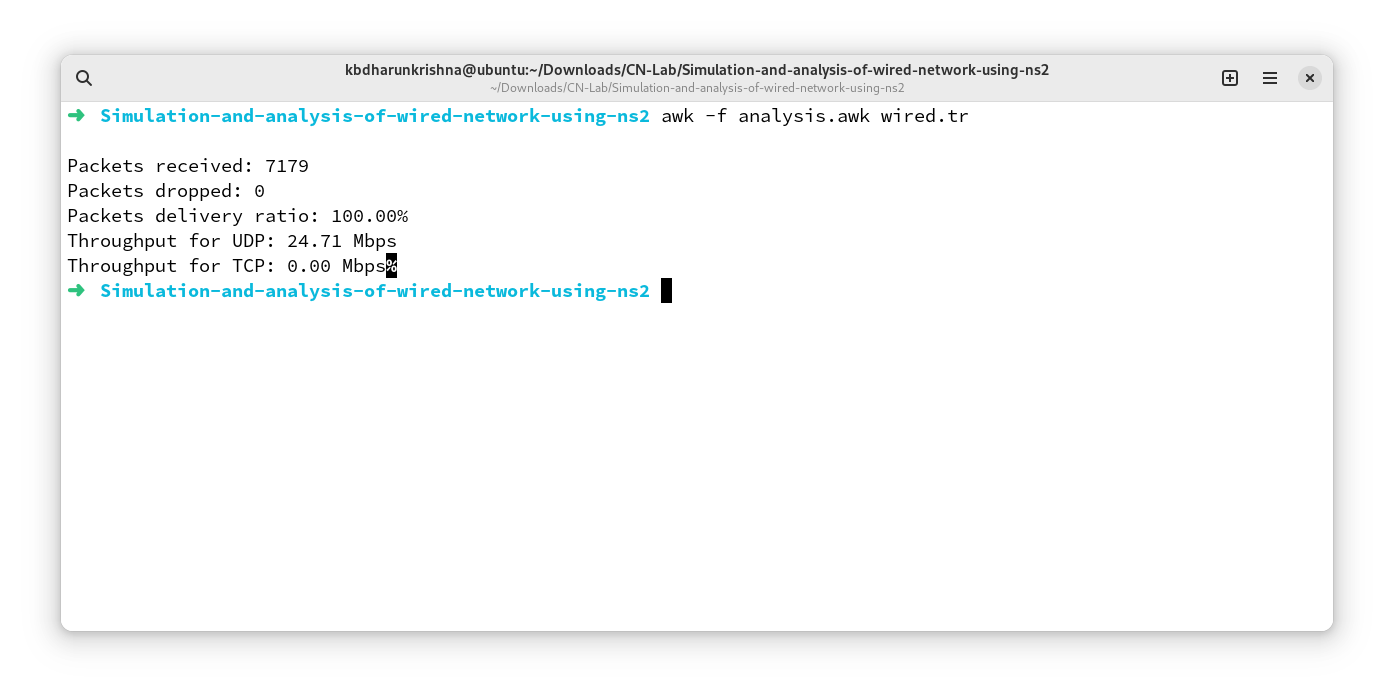 kbdharunkrishna@ubuntu:~/Downloads/CN-Lab/Simulation-and-analysis-of-wired-network-using-ns2
~/Downloads/CN-Lab/Simulation-and-analysis-of-wired-network-using-ns2
➜ Simulation-and-analysis-of-wired-network-using-ns2 awk -f analysis.awk wired.tr
Packets received: 7179
Packets dropped: 0
Packets delivery ratio: 100.00%
Throughput for UDP: 24.71 Mbps
Throughput for TCP: 0.00 Mbps%
➜ Simulation-and-analysis-of-wired-network-using-ns2